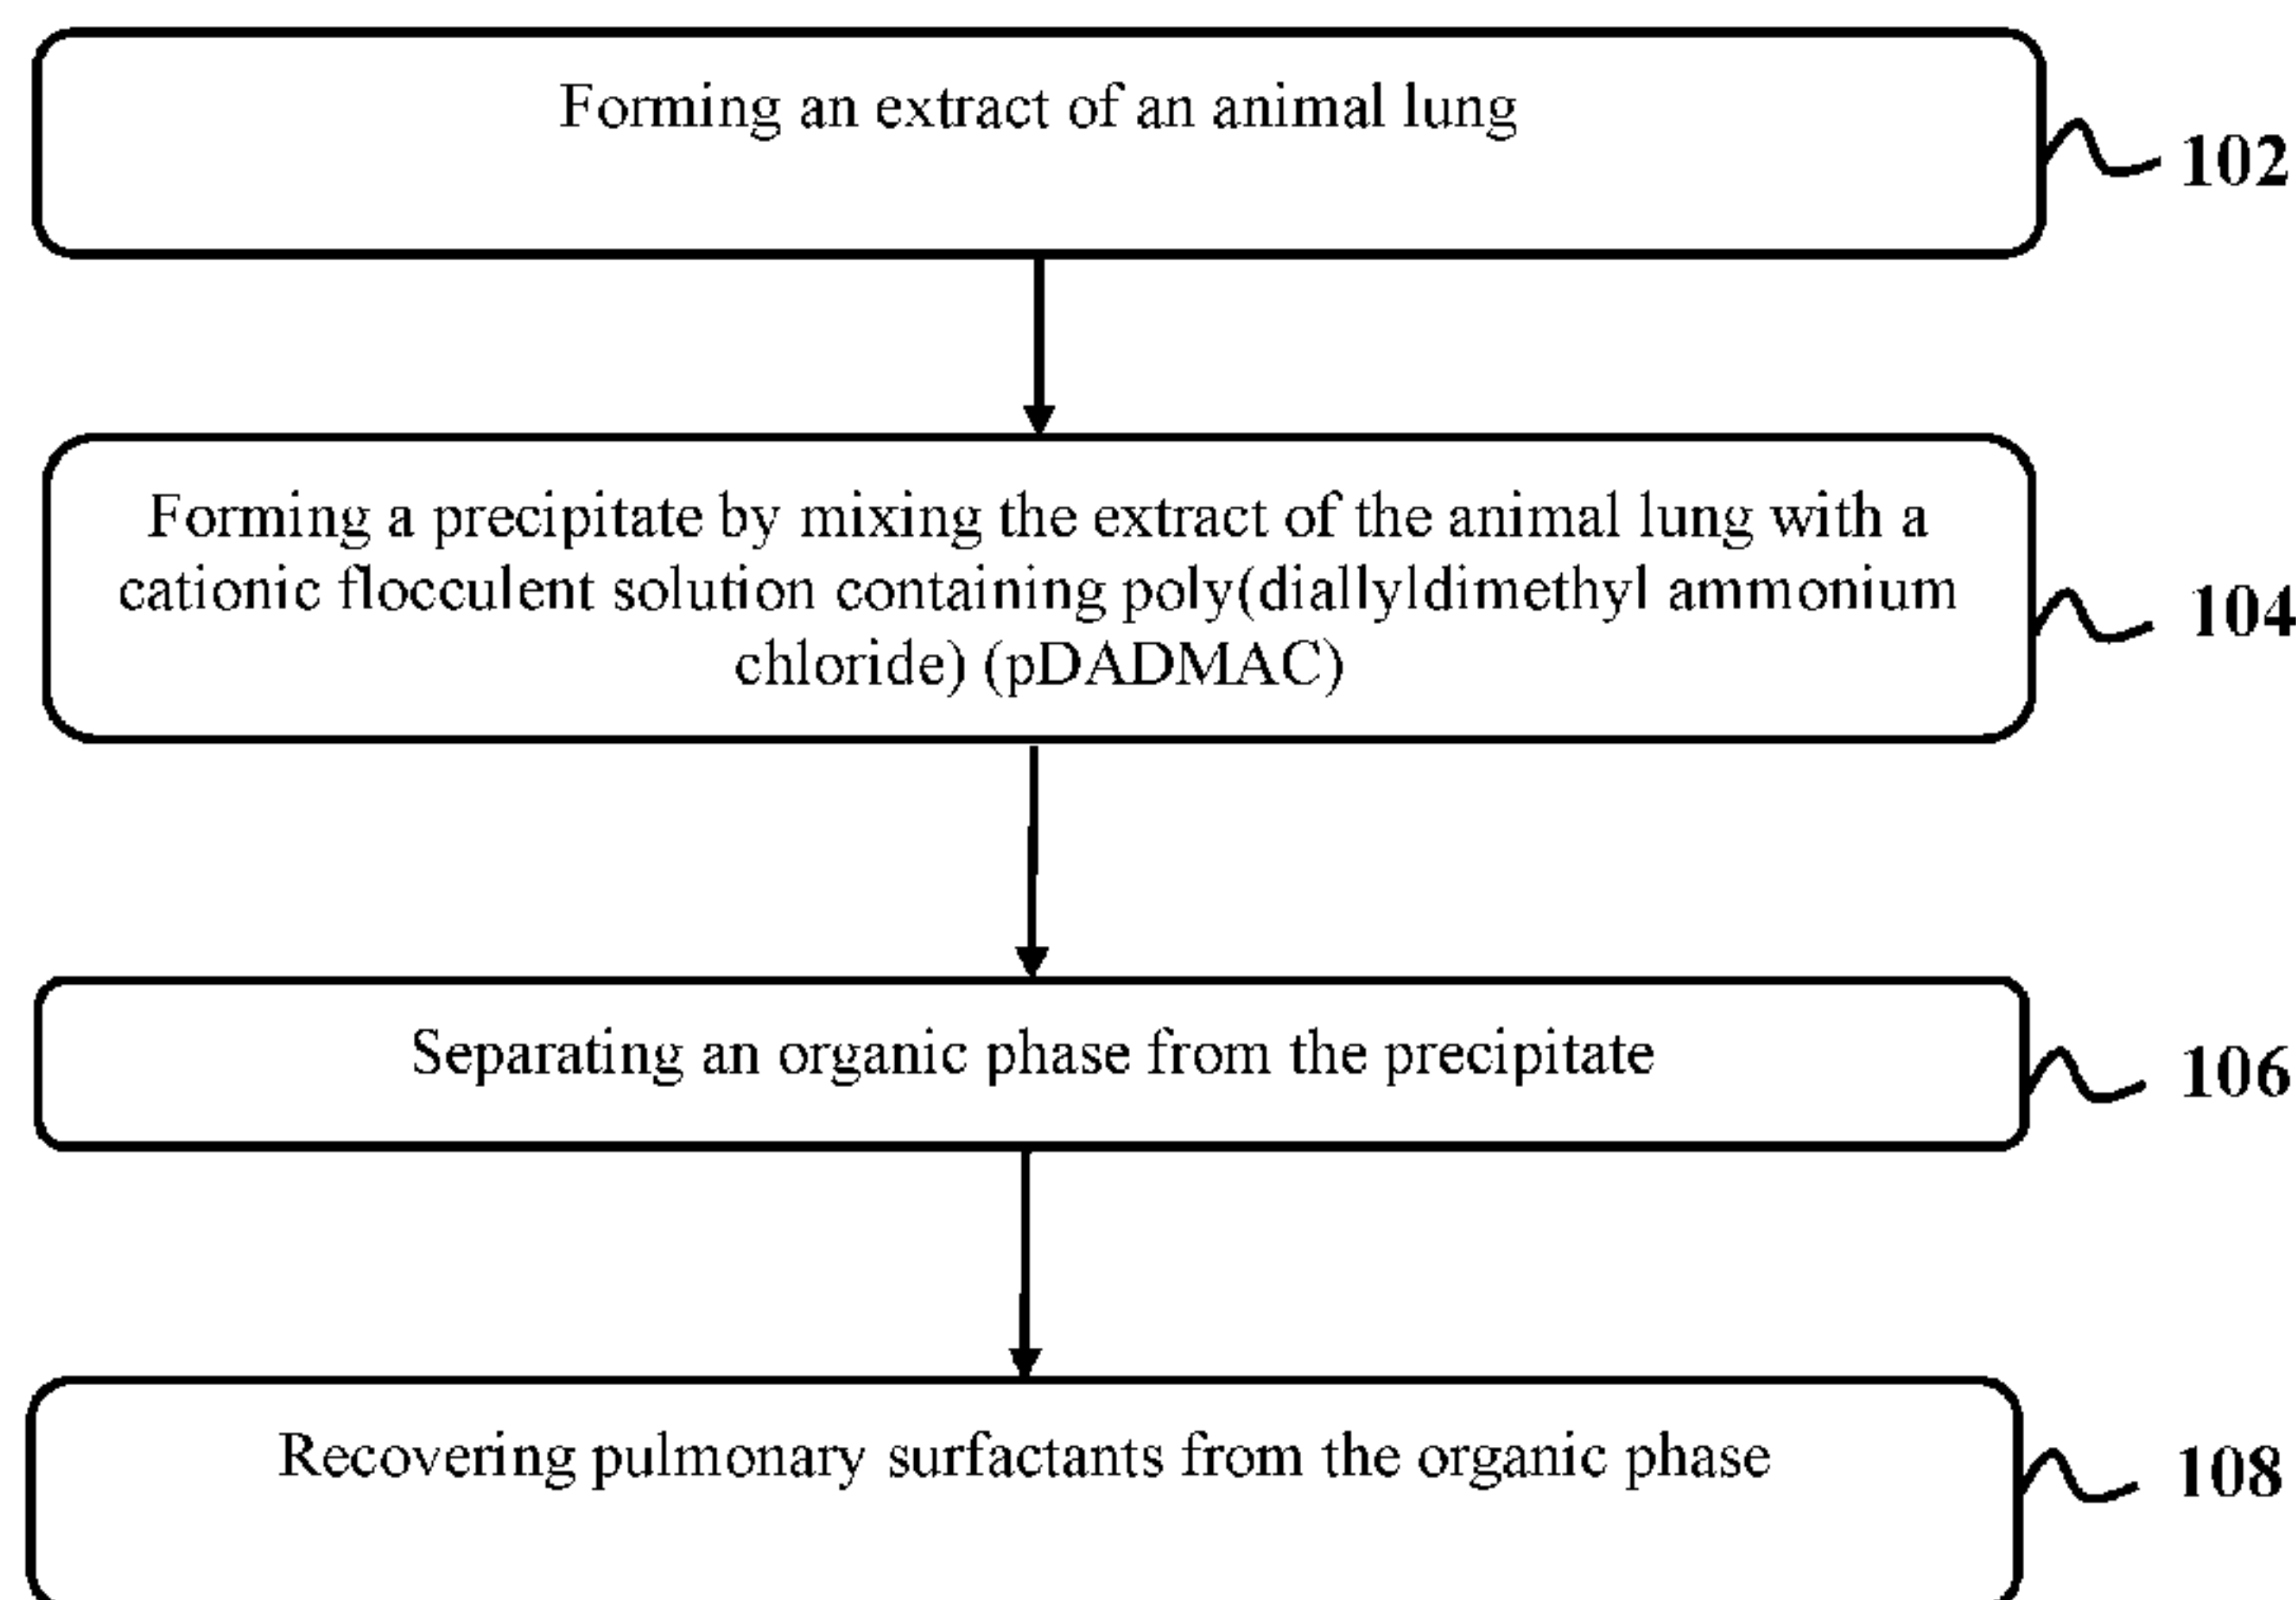 Forming an extract of an animal lung
102
Forming a precipitate by mixing the extract of the animal lung with a
cationic flocculent solution containing poly(diallyldimethyl ammonium
chloride) (pDADMAC)
104
Separating an organic phase from the precipitate
106
Recovering pulmonary surfactants from the organic phase
108